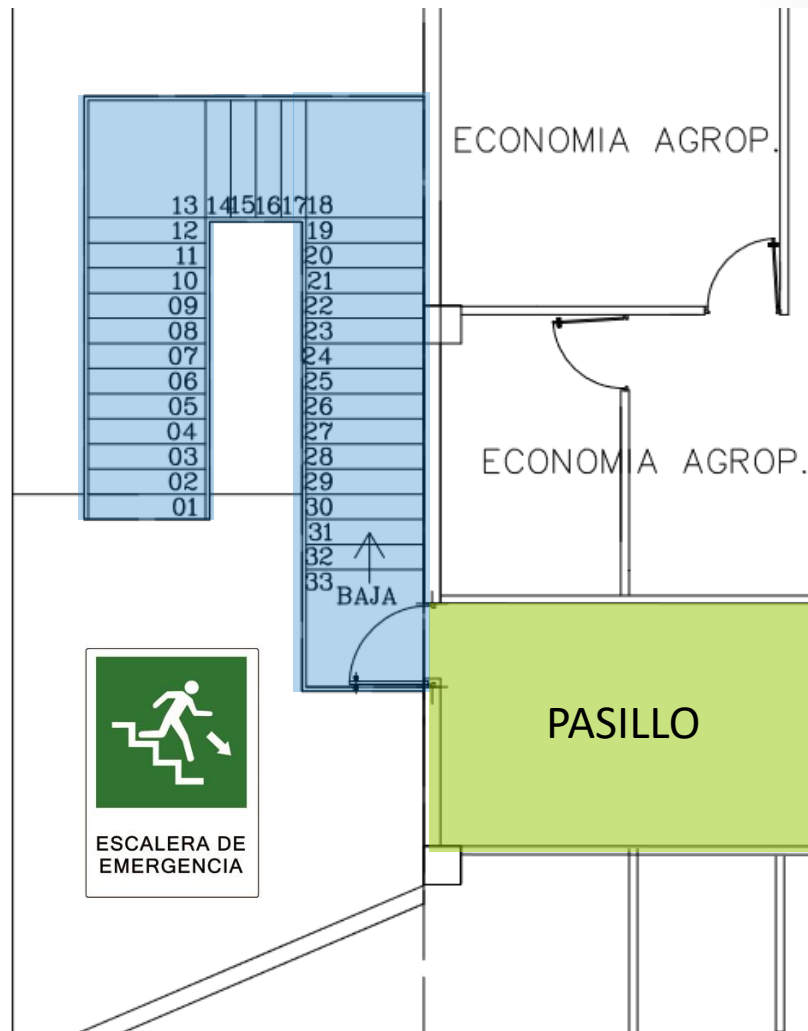 ECONOMIA AGROP.
13 14 15 16 17 18
12 19
11 20
10 21
09 22
08 23
07 24
06 25
05 26
04 27
03 28
02 29
01 30
31
32
33
BAJA
ECONOMIA AGROP.
PASILLO
ESCALERA DE
EMERGENCIA